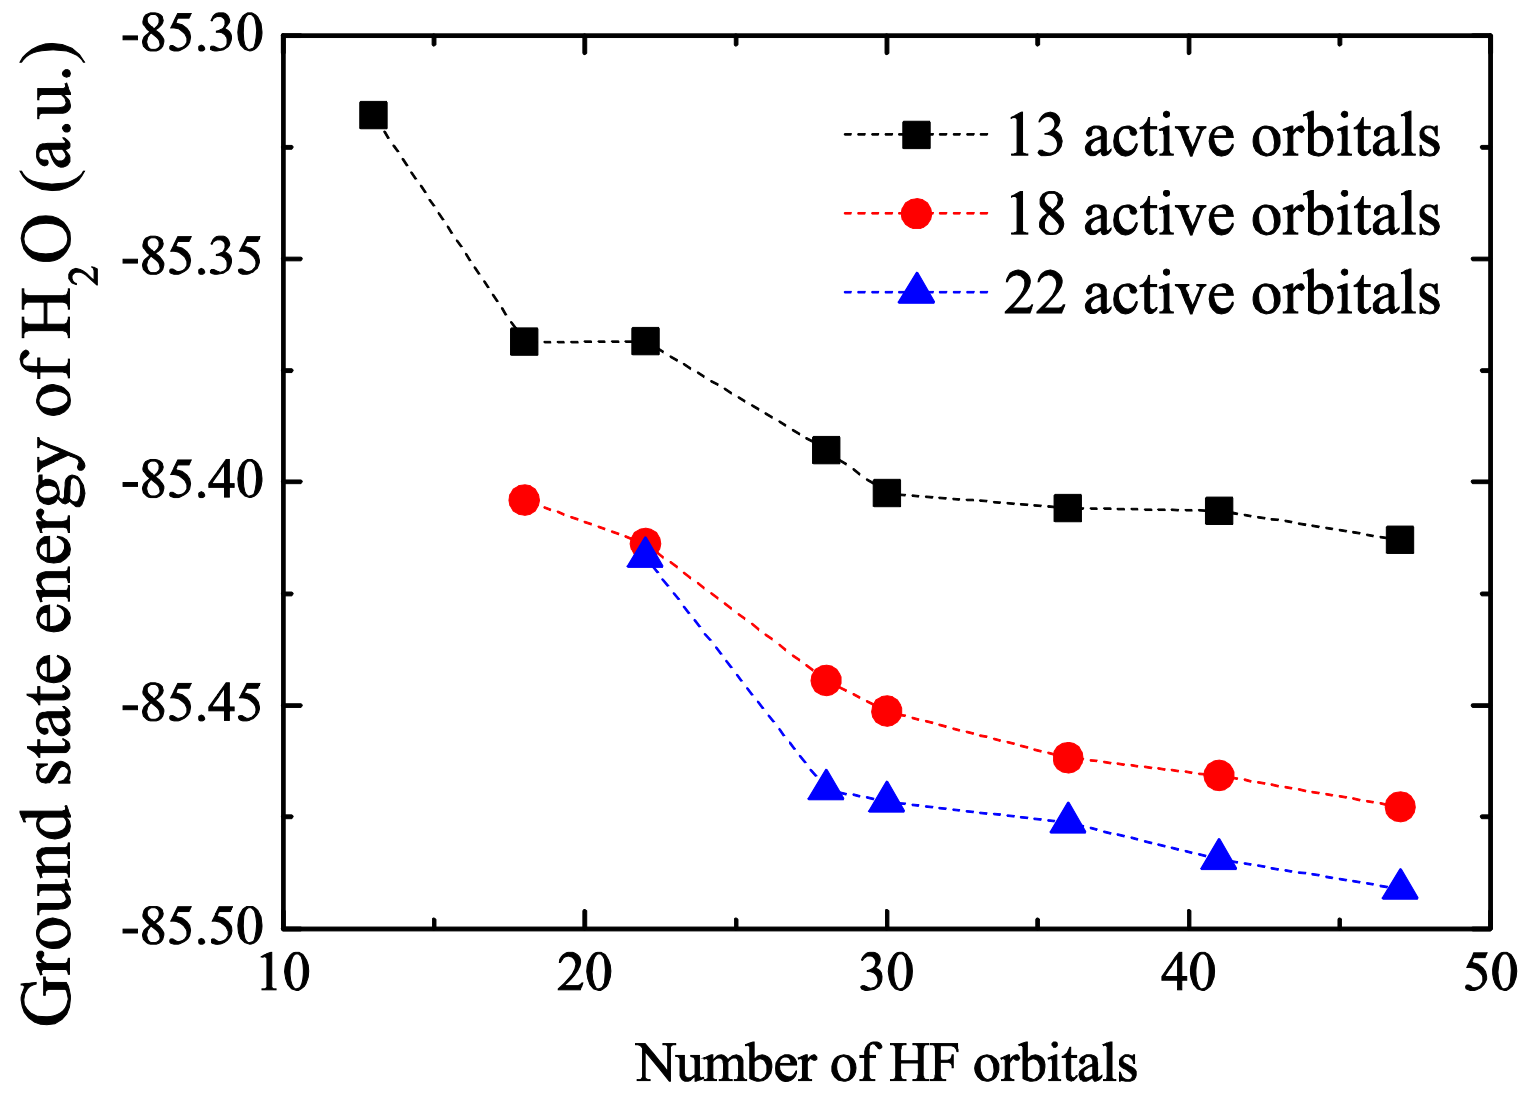 -85.30
-85.35
-85.40
-85.45
-85.50
Ground state energy of H₂O (a.u.)
13 active orbitals
18 active orbitals
22 active orbitals
10 20 30 40 50
Number of HF orbitals